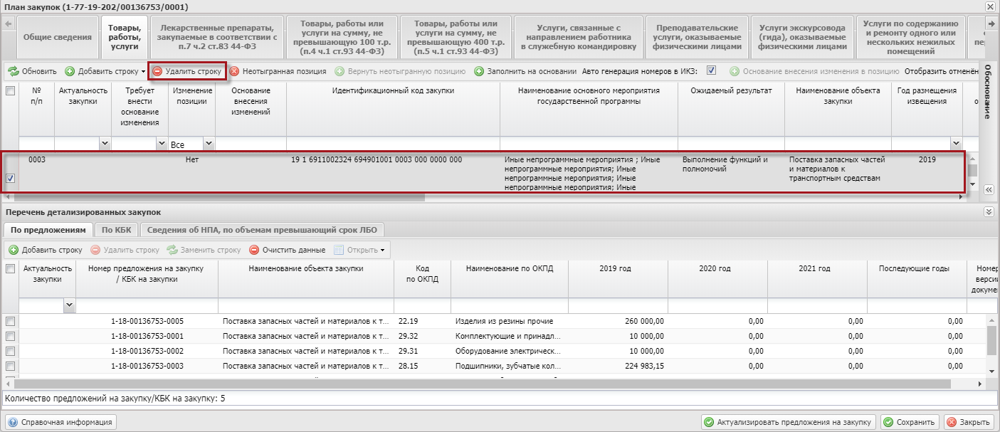 План закупок (1-77-19-202/00136753/0001)
Общие сведения
Товары, работы, услуги
Лекарственные препараты, закупаемые в соответствии с п.7 ч.2 ст.83 44-ФЗ
Товары, работы или услуги на сумму, не превышающую 100 т.р. (п.4 ч.1 ст.93 44-ФЗ)
Товары, работы или услуги на сумму, не превышающую 400 т.р. (п.5 ч.1 ст.93 44-ФЗ)
Услуги, связанные с направлением работника в служебную командировку
Преподавательские услуги, оказываемые физическими лицами
Услуги экскурсовода (гида), оказываемые физическими лицами
Услуги по содержанию и ремонту одного или нескольких нежилых помещений
Обновить Добавить строку Удалить строку Неотыгранная позиция Вернуть неотыгранную позицию Заполнить на основании Авто генерация номеров в ИКЗ: Основание внесения изменения в позицию Отобразить отменён
Обоснование
№ п/п
Актуальность закупки
Требует внести основание изменения
Изменение позиции
Основание внесения изменений
Идентификационный код закупки
Наименование основного мероприятия государственной программы
Ожидаемый результат
Наименование объекта закупки
Год размещения извещения
Все
0003 Нет 19 1 6911002324 694901001 0003 000 0000 000
Иные непрограммные мероприятия ; Иные непрограммные мероприятия; Иные непрограммные мероприятия; Иные непрограммные мероприятия; Иные
Выполнение функций и полномочий
Поставка запасных частей и материалов к транспортным средствам
2019
Перечень детализированных закупок
По предложениям По КБК Сведения об НПА, по объемам превышающий срок ЛБО
Добавить строку Удалить строку Заменить строку Очистить данные Открыть
Актуальность закупки
Номер предложения на закупку / КБК на закупки
Наименование объекта закупки
Код по ОКПД
Наименование по ОКПД
2019 год
2020 год
2021 год
Последующие годы
Номер верси докуме
1-18-00136753-0005 Поставка запасных частей и материалов к т... 22.19 Изделия из резины прочие 260 000,00 0,00 0,00 0,00
1-18-00136753-0001 Поставка запасных частей и материалов к т... 29.32 Комплектующие и принадл... 10 000,00 0,00 0,00 0,00
1-18-00136753-0002 Поставка запасных частей и материалов к т... 29.31 Оборудование электрическ... 10 000,00 0,00 0,00 0,00
1-18-00136753-0003 Поставка запасных частей и материалов к т... 28.15 Подшипники, зубчатые кол... 224 983,15 0,00 0,00 0,00
Количество предложений на закупку/КБК на закупку: 5
Справочная информация
Актуализировать предложения на закупку Сохранить Закрыть